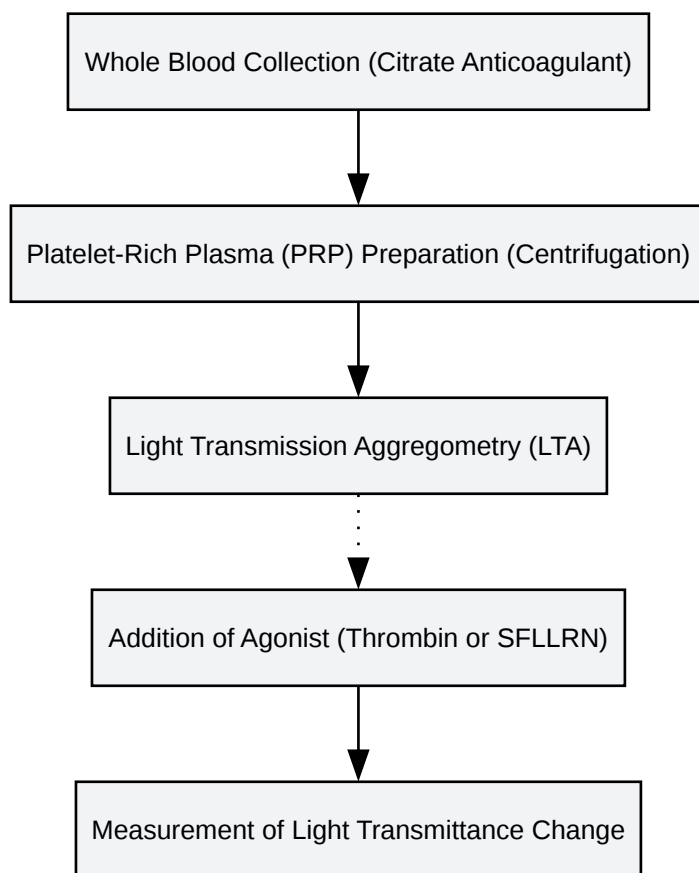 Whole Blood Collection (Citrate Anticoagulant)
Platelet-Rich Plasma (PRP) Preparation (Centrifugation)
Light Transmission Aggregometry (LTA)
Addition of Agonist (Thrombin or SFLLRN)
Measurement of Light Transmittance Change